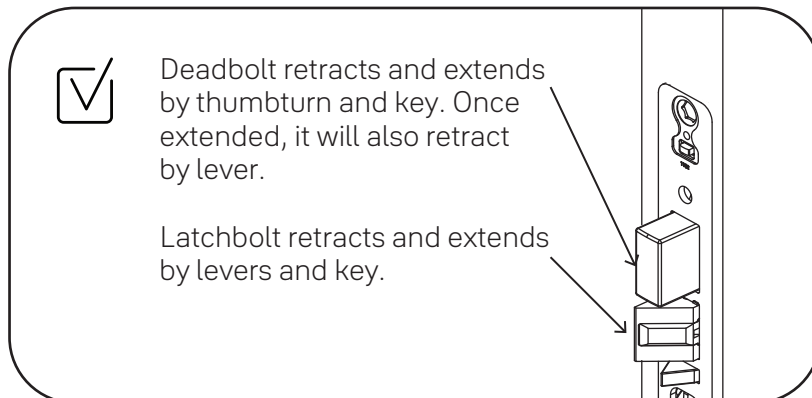 Deadbolt retracts and extends
by thumbturn and key. Once
extended, it will also retract
by lever.
Latchbolt retracts and extends
by levers and key.